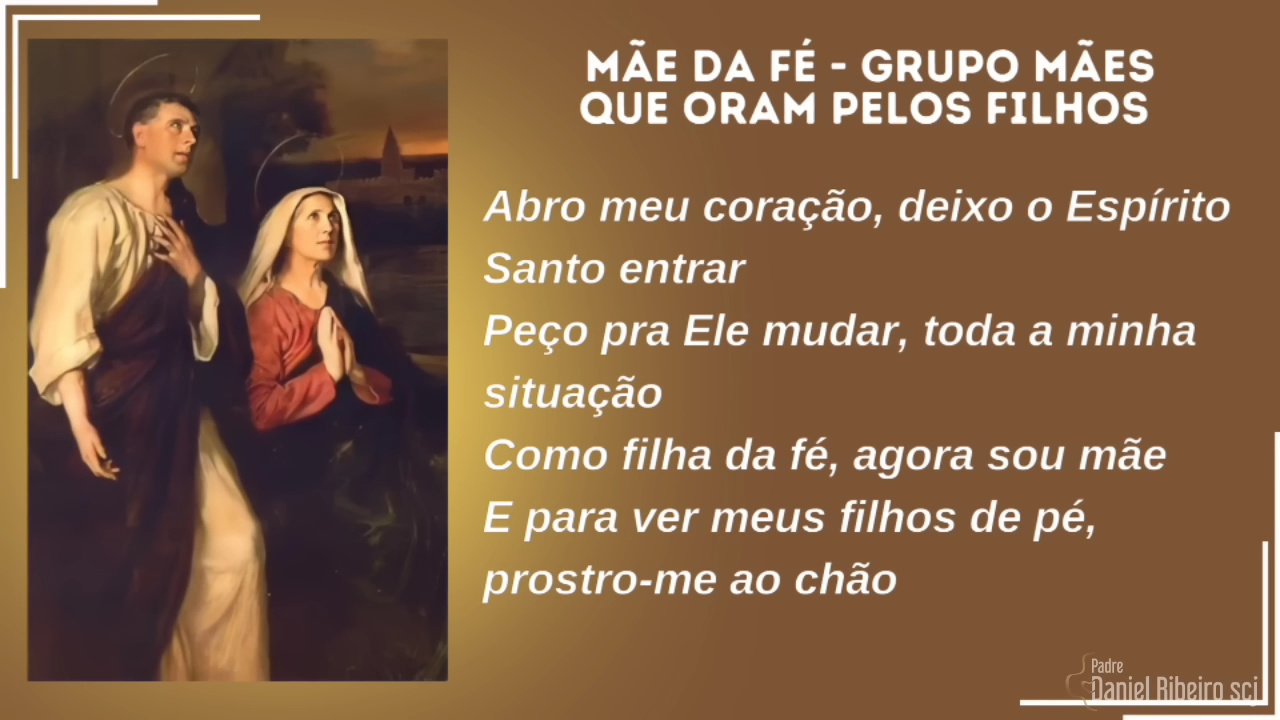 MÃE DA FÉ - GRUPO MÃES
QUE ORAM PELOS FILHOS
Abro meu coração, deixo o Espírito
Santo entrar
Peço pra Ele mudar, toda a minha
situação
Como filha da fé, agora sou mãe
E para ver meus filhos de pé,
prostro-me ao chão
Padre
Daniel Ribeiro scj